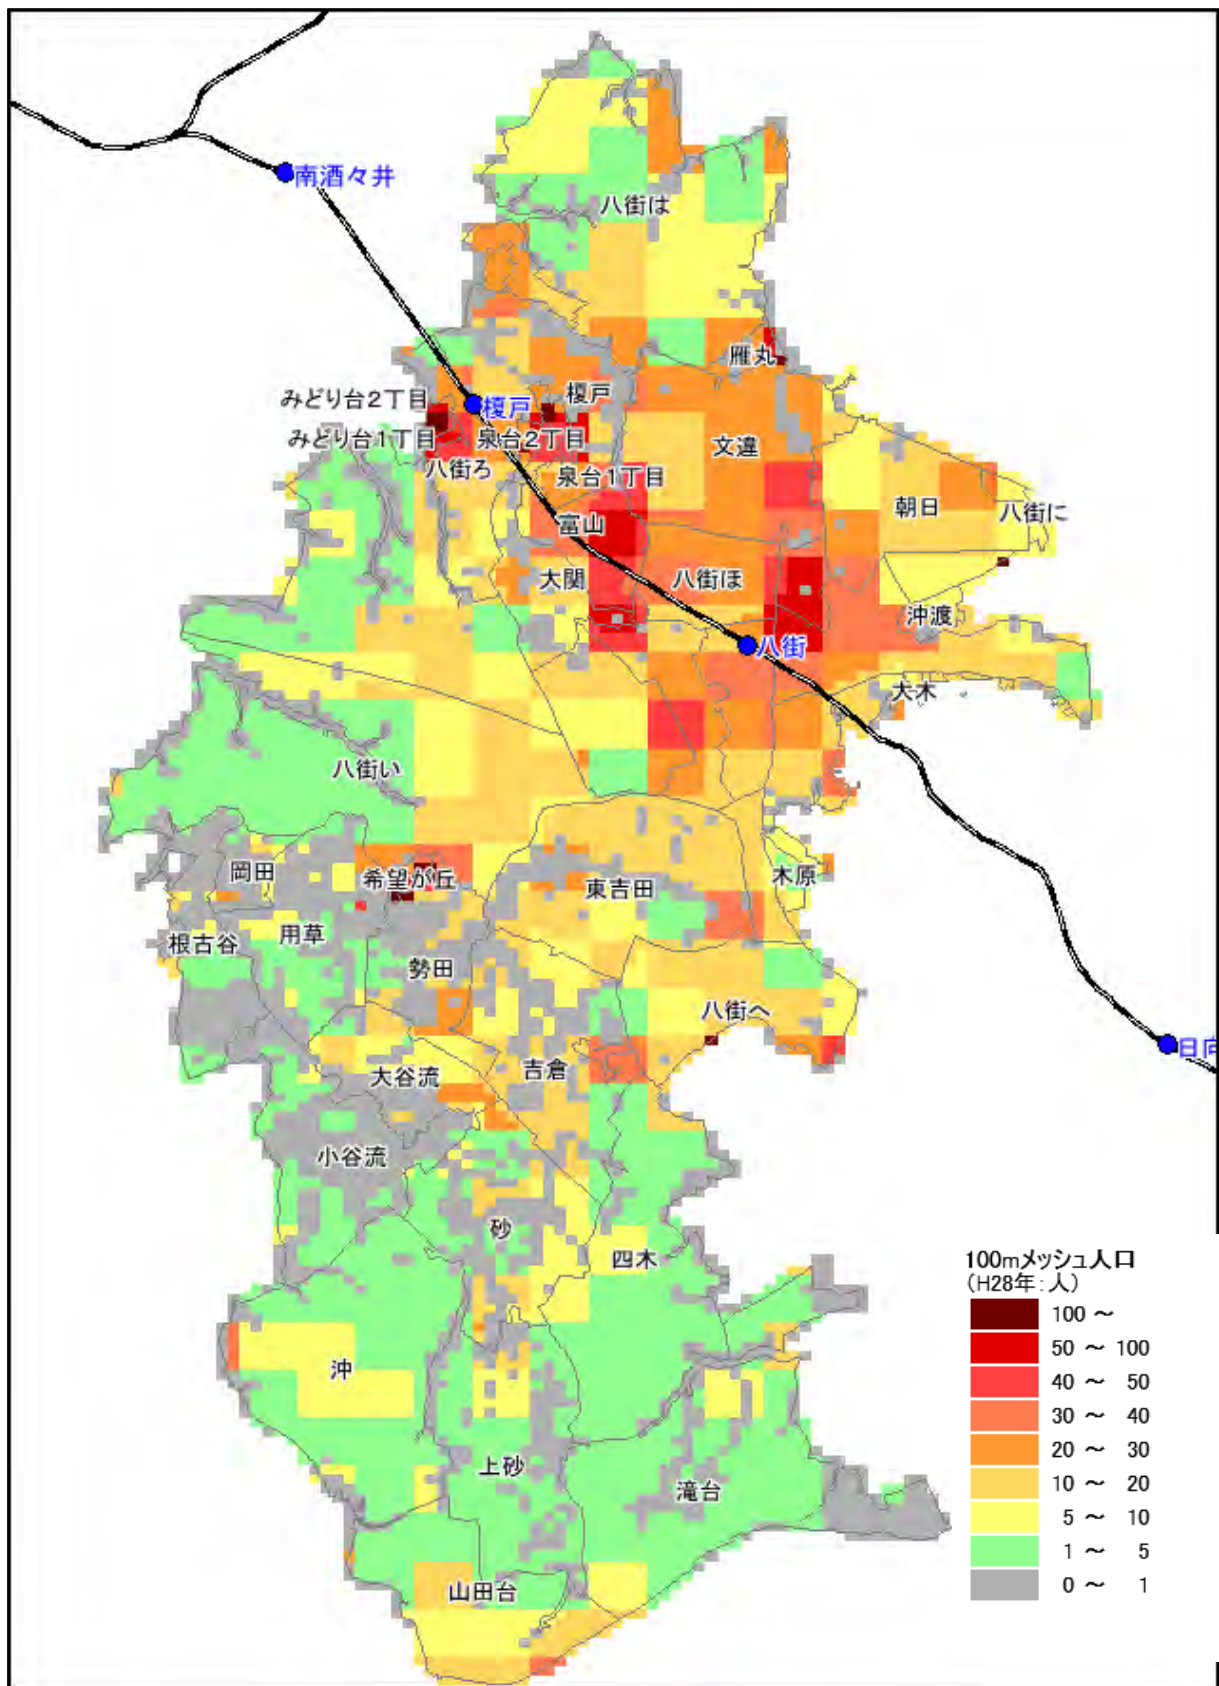 南酒々井
八街は
雁丸
みどり台2丁目
榎戸
榎戸
みどり台1丁目
泉台2丁目
文違
八街ろ
泉台1丁目
朝日
八街に
富山
大関
八街ほ
沖渡
八街
大木
八街い
岡田
希望が丘
東吉田
木原
根古谷
用草
勢田
八街へ
日向
大谷流
吉倉
小谷流
砂
四木
沖
上砂
滝台
山田台
100mメッシュ人口
(H28年:人)
100 ~
50 ~ 100
40 ~ 50
30 ~ 40
20 ~ 30
10 ~ 20
5 ~ 10
1 ~ 5
0 ~ 1